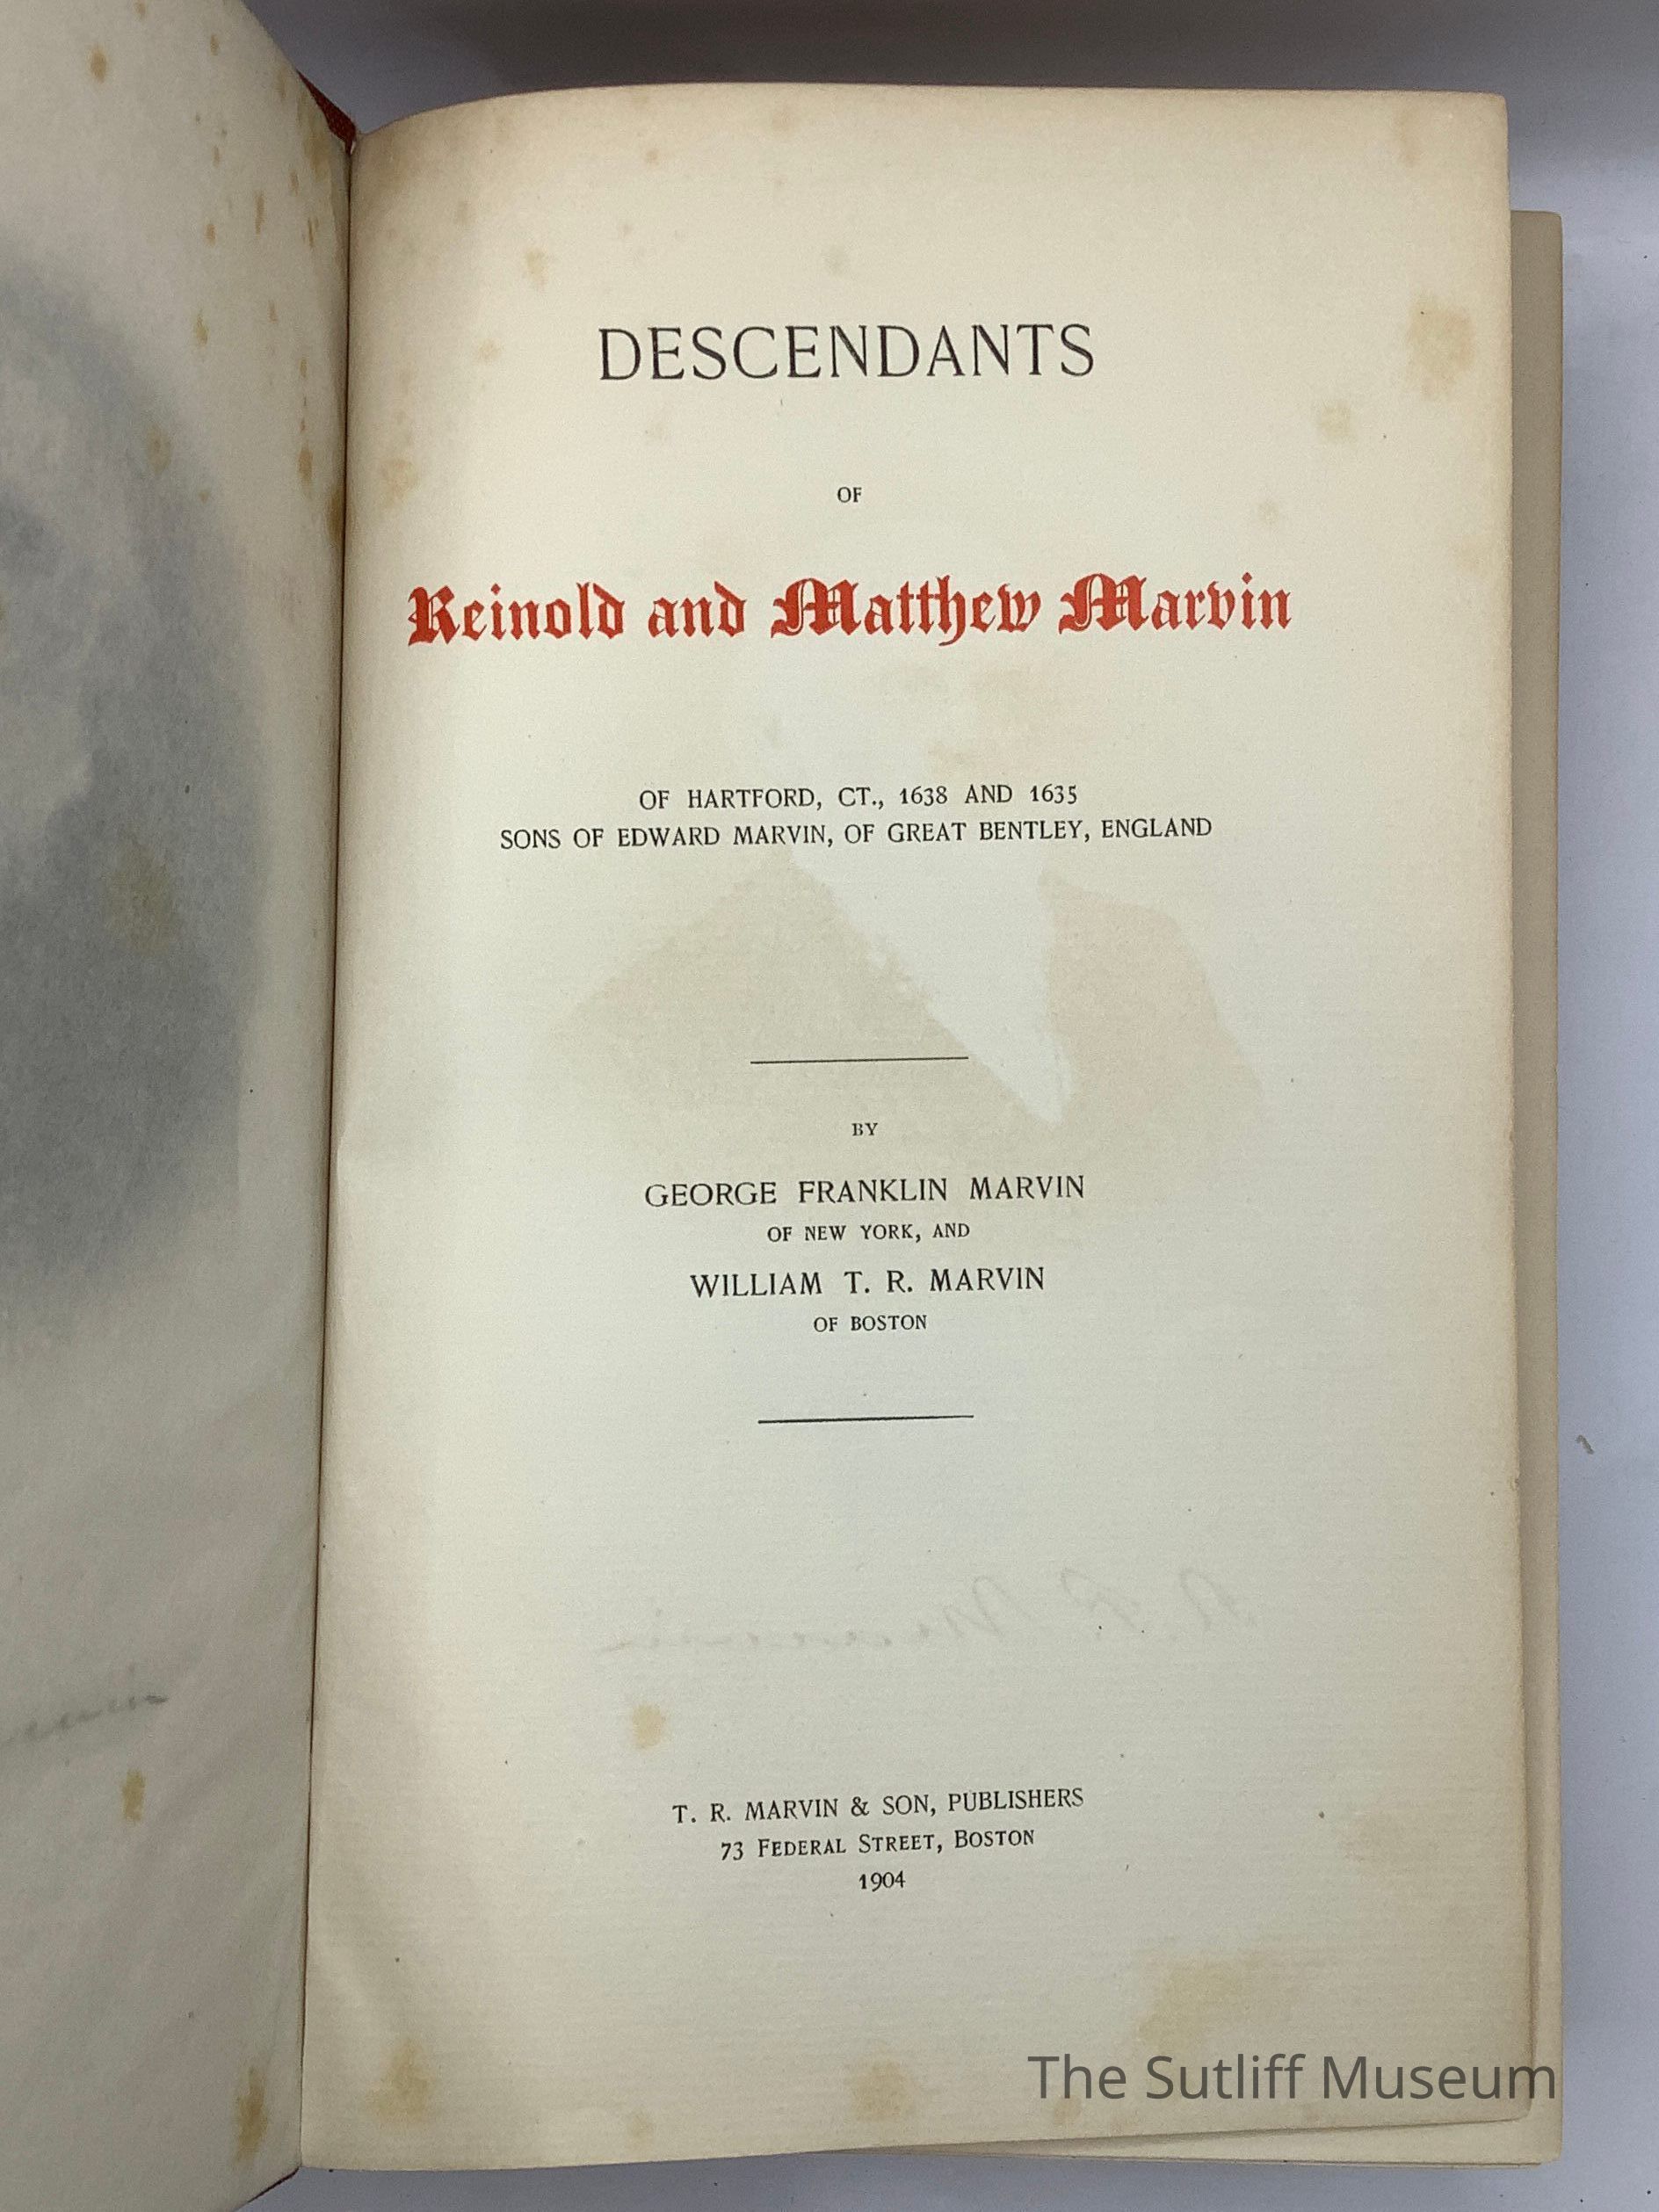 DESCENDANTS
OF
Reinold and Matthew Marvin
OF HARTFORD, CT., 1638 AND 1635
SONS OF EDWARD MARVIN, OF GREAT BENTLEY, ENGLAND
BY
GEORGE FRANKLIN MARVIN
OF NEW YORK, AND
WILLIAM T. R. MARVIN
OF BOSTON
T. R. MARVIN & SON, PUBLISHERS
73 FEDERAL STREET, BOSTON
1904
The Sutliff Museum